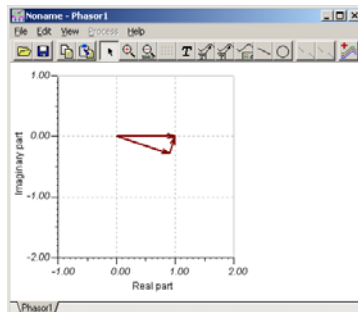 Noname - Phasor1
File Edit View Process Help
T
1.00
0.00
-1.00
-2.00
Imaginary part
-1.00 0.00 1.00 2.00
Real part
Phasor1